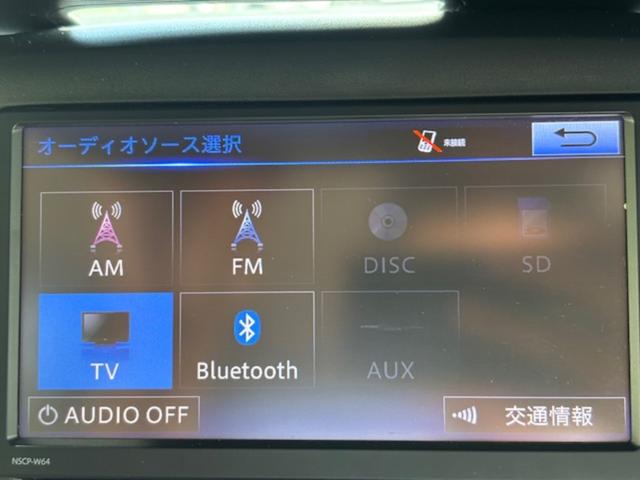 オーディオソース選択
未接続
AM
FM
DISC
SD
TV
Bluetooth
AUX
AUDIO OFF
交通情報
NSCP-W64